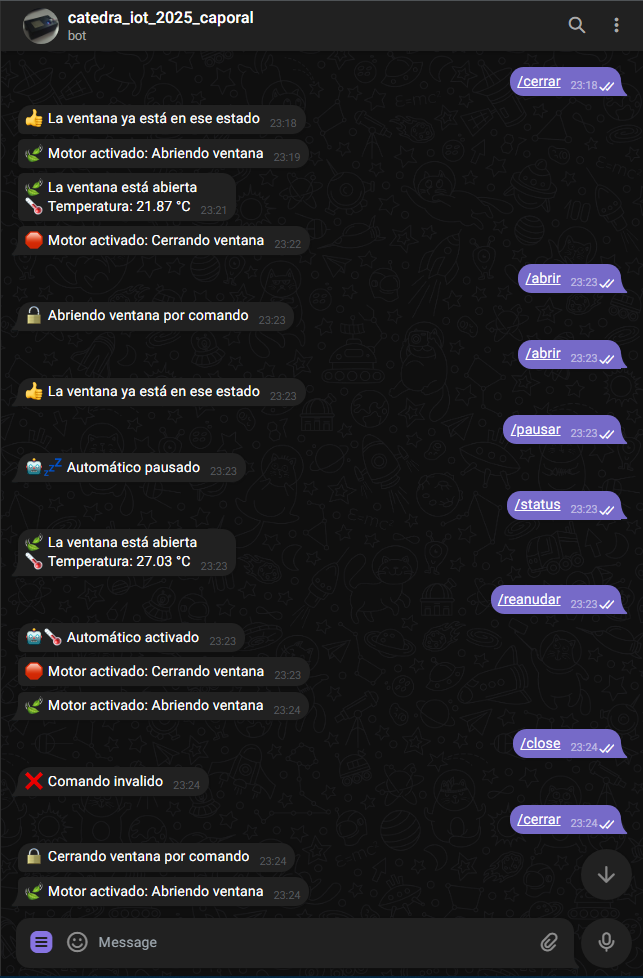 catedra_iot_2025_caporal
bot
/cerrar 23:18
👍 La ventana ya está en ese estado 23:18
🌿 Motor activado: Abriendo ventana 23:19
🌿 La ventana está abierta
🌡️ Temperatura: 21.87 °C 23:21
🛑 Motor activado: Cerrando ventana 23:22
/abrir 23:23
🔓 Abriendo ventana por comando 23:23
/abrir 23:23
👍 La ventana ya está en ese estado 23:23
/pausar 23:23
🤖💤 Automático pausado 23:23
/status 23:23
🌿 La ventana está abierta
🌡️ Temperatura: 27.03 °C 23:23
/reanudar 23:23
🤖🌡️ Automático activado 23:23
🛑 Motor activado: Cerrando ventana 23:23
🌿 Motor activado: Abriendo ventana 23:24
/close 23:24
❌ Comando invalido 23:24
/cerrar 23:24
🔒 Cerrando ventana por comando 23:24
🌿 Motor activado: Abriendo ventana 23:24
Message